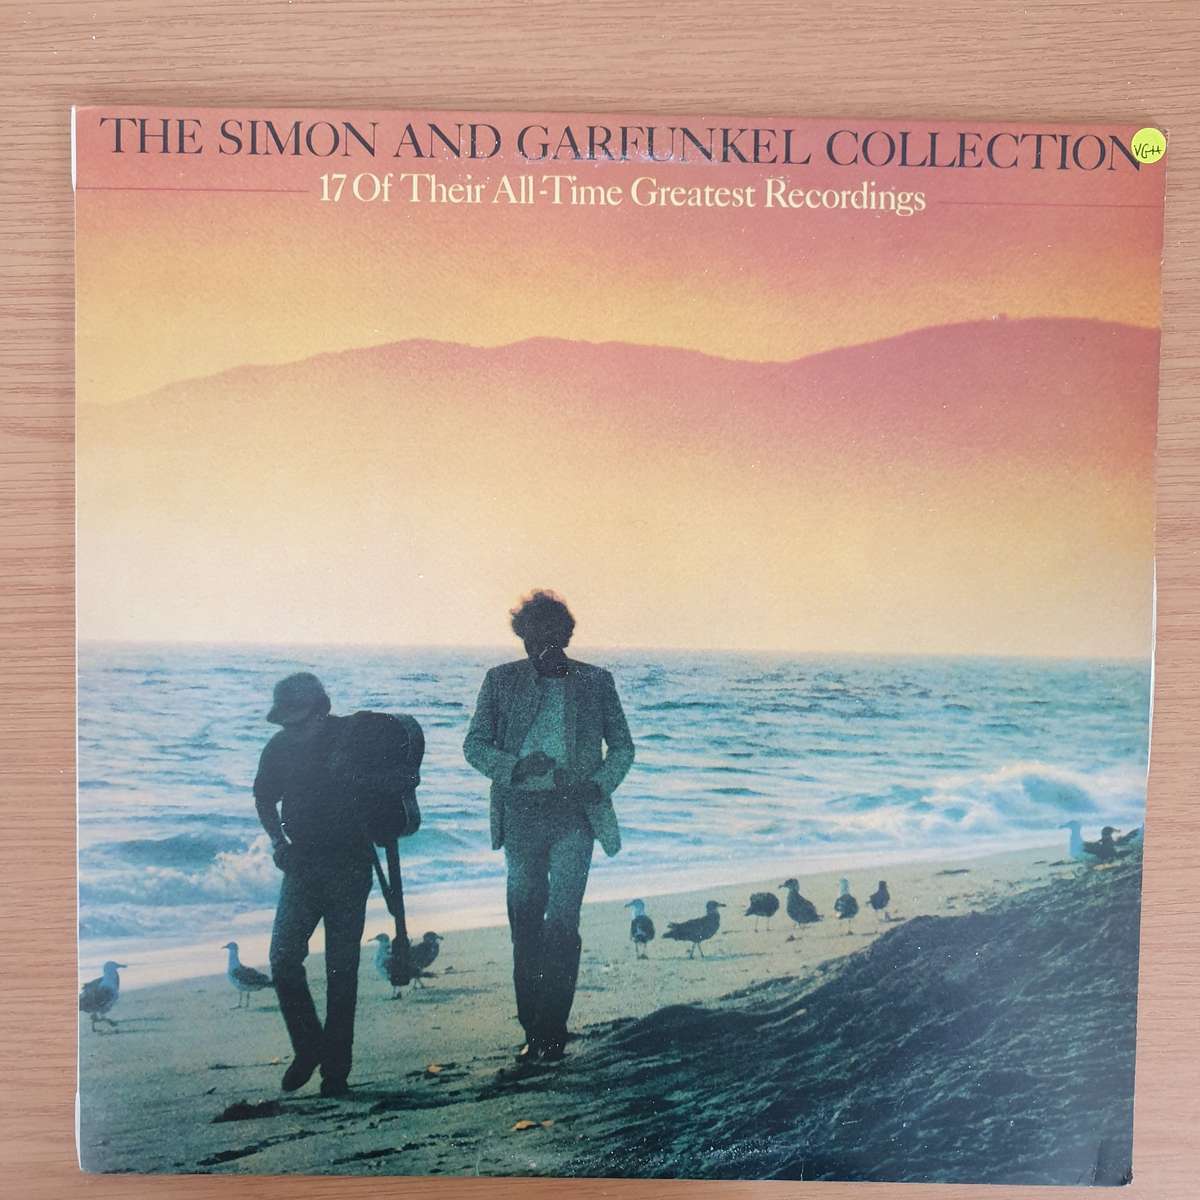 THE SIMON AND GARFUNKEL COLLECTION
VG++
17 Of Their All-Time Greatest Recordings